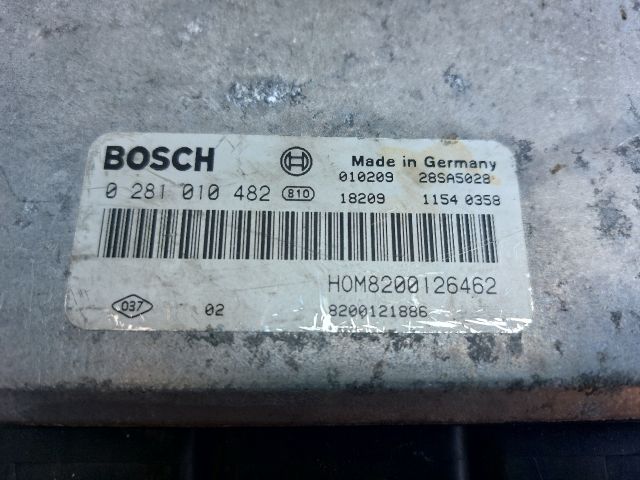 BOSCH Made in Germany
010209 28SA5028
0 281 010 482 810 18209 1154 0358
HOM8200126462
037 02 8200121886